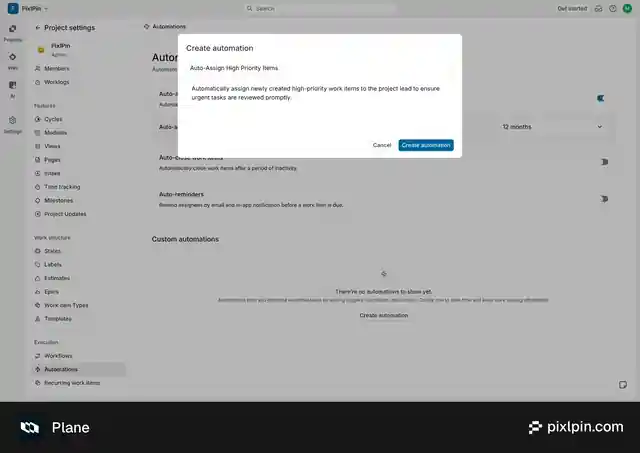 PixlPin
Search
Get started
M
Projects
Wiki
AI
Settings
Project settings
PixlPin
Admin
Members
Worklogs
Features
Cycles
Modules
Views
Pages
Intake
Time tracking
Milestones
Project Updates
Work structure
States
Labels
Estimates
Epics
Work item Types
Templates
Execution
Workflows
Automations
Recurring work items
Automations
Create automation
Auto-Assign High Priority Items
Automatically assign newly created high-priority work items to the project lead to ensure
urgent tasks are reviewed promptly.
Cancel
Create automation
12 months
Auto-close work items
Automatically close work items after a period of inactivity.
Auto-reminders
Remind assignees by email and in-app notification before a work item is due.
Custom automations
There're no automations to show yet.
Create automation
Plane
pixlpin.com